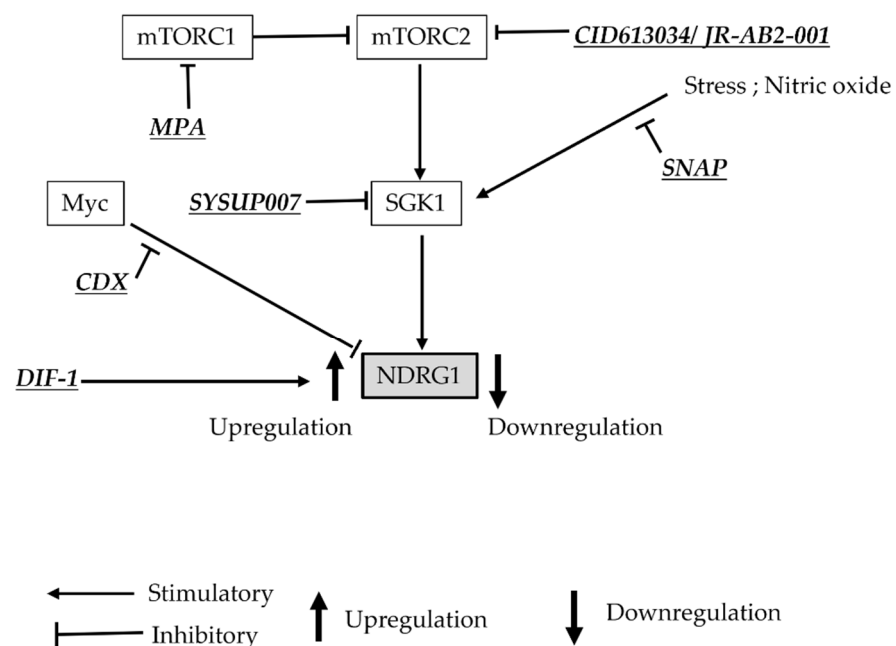 mTORC1
mTORC2
CID613034/ JR-AB2-001
Stress ; Nitric oxide
MPA
SNAP
Myc
SYSUP007
SGK1
CDX
DIF-1
NDRG1
Upregulation
Downregulation
Stimulatory
Upregulation
Downregulation
Inhibitory